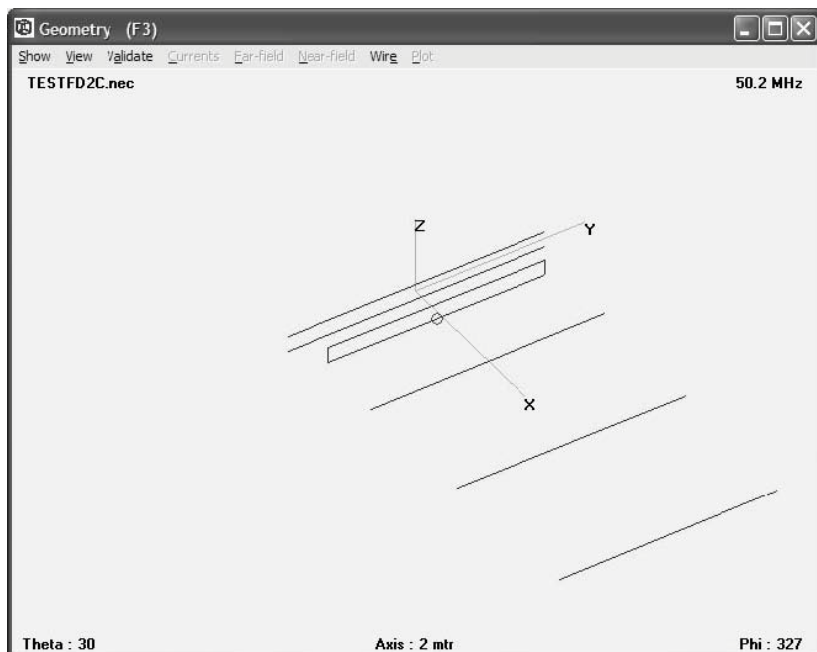 Geometry (F3)
Show View Validate Currents Far-field Near-field Wire Plot
TESTFD2C.nec 50.2 MHz
Z
Y
X
Theta : 30 Axis : 2 mtr Phi : 327